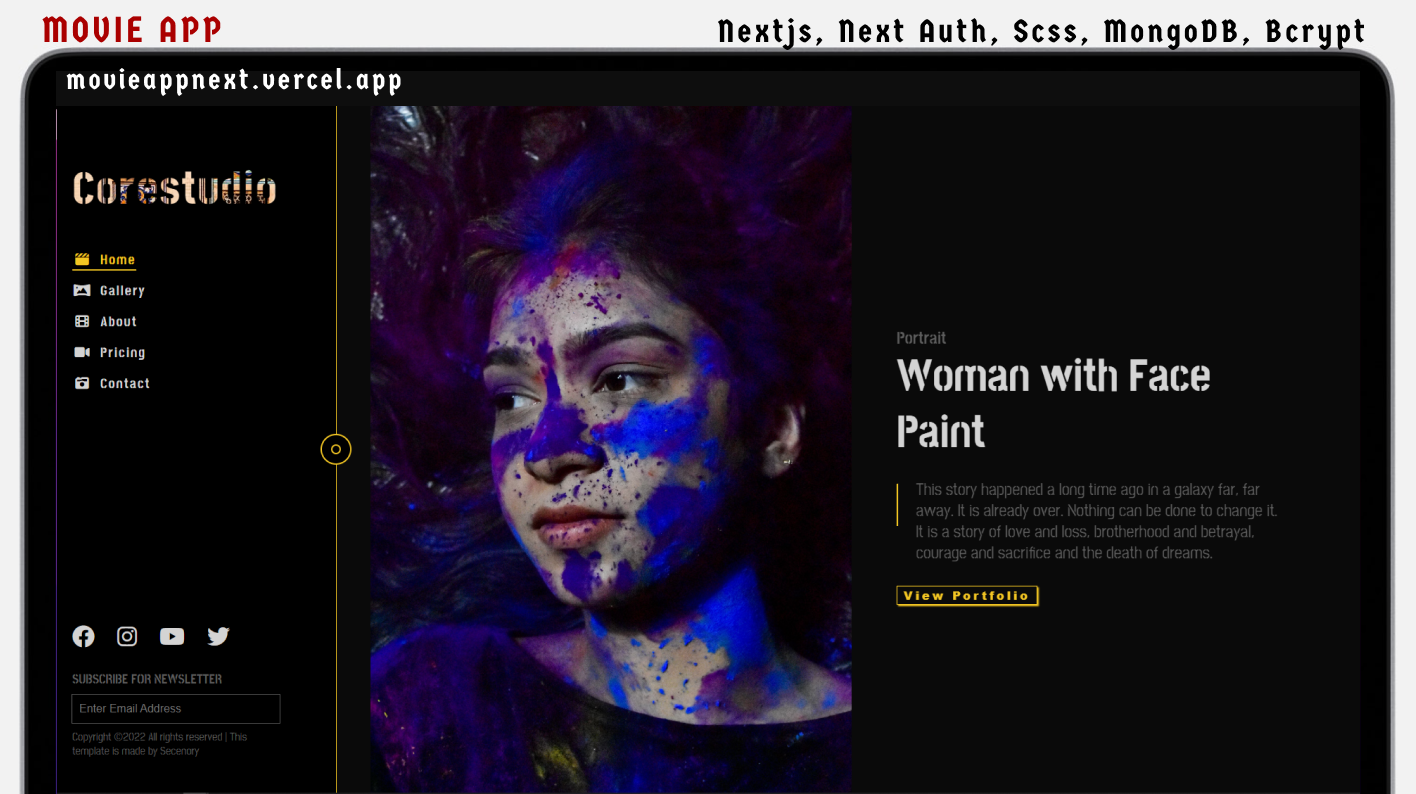 MOVIE APP
Nextjs, Next Auth, Scss, MongoDB, Bcrypt
movieappnext.vercel.app
Corestudio
Home
Gallery
About
Pricing
Contact
SUBSCRIBE FOR NEWSLETTER
Enter Email Address
Copyright ©2022 All rights reserved | This
template is made by Secenory
Portrait
Woman with Face
Paint
This story happened a long time ago in a galaxy far, far
away. It is already over. Nothing can be done to change it.
It is a story of love and loss, brotherhood and betrayal,
courage and sacrifice and the death of dreams.
View Portfolio